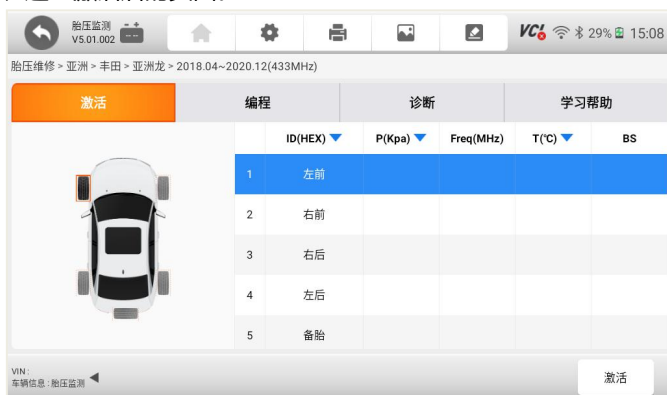 胎压监测
V5.01.002
VCI 29% 15:08
胎压维修 > 亚洲 > 丰田 > 亚洲龙 > 2018.04~2020.12(433MHz)
激活 编程 诊断 学习帮助
ID(HEX) P(Kpa) Freq(MHz) T(℃) BS
1 左前
2 右前
3 右后
4 左后
5 备胎
VIN :
车辆信息 : 胎压监测
激活